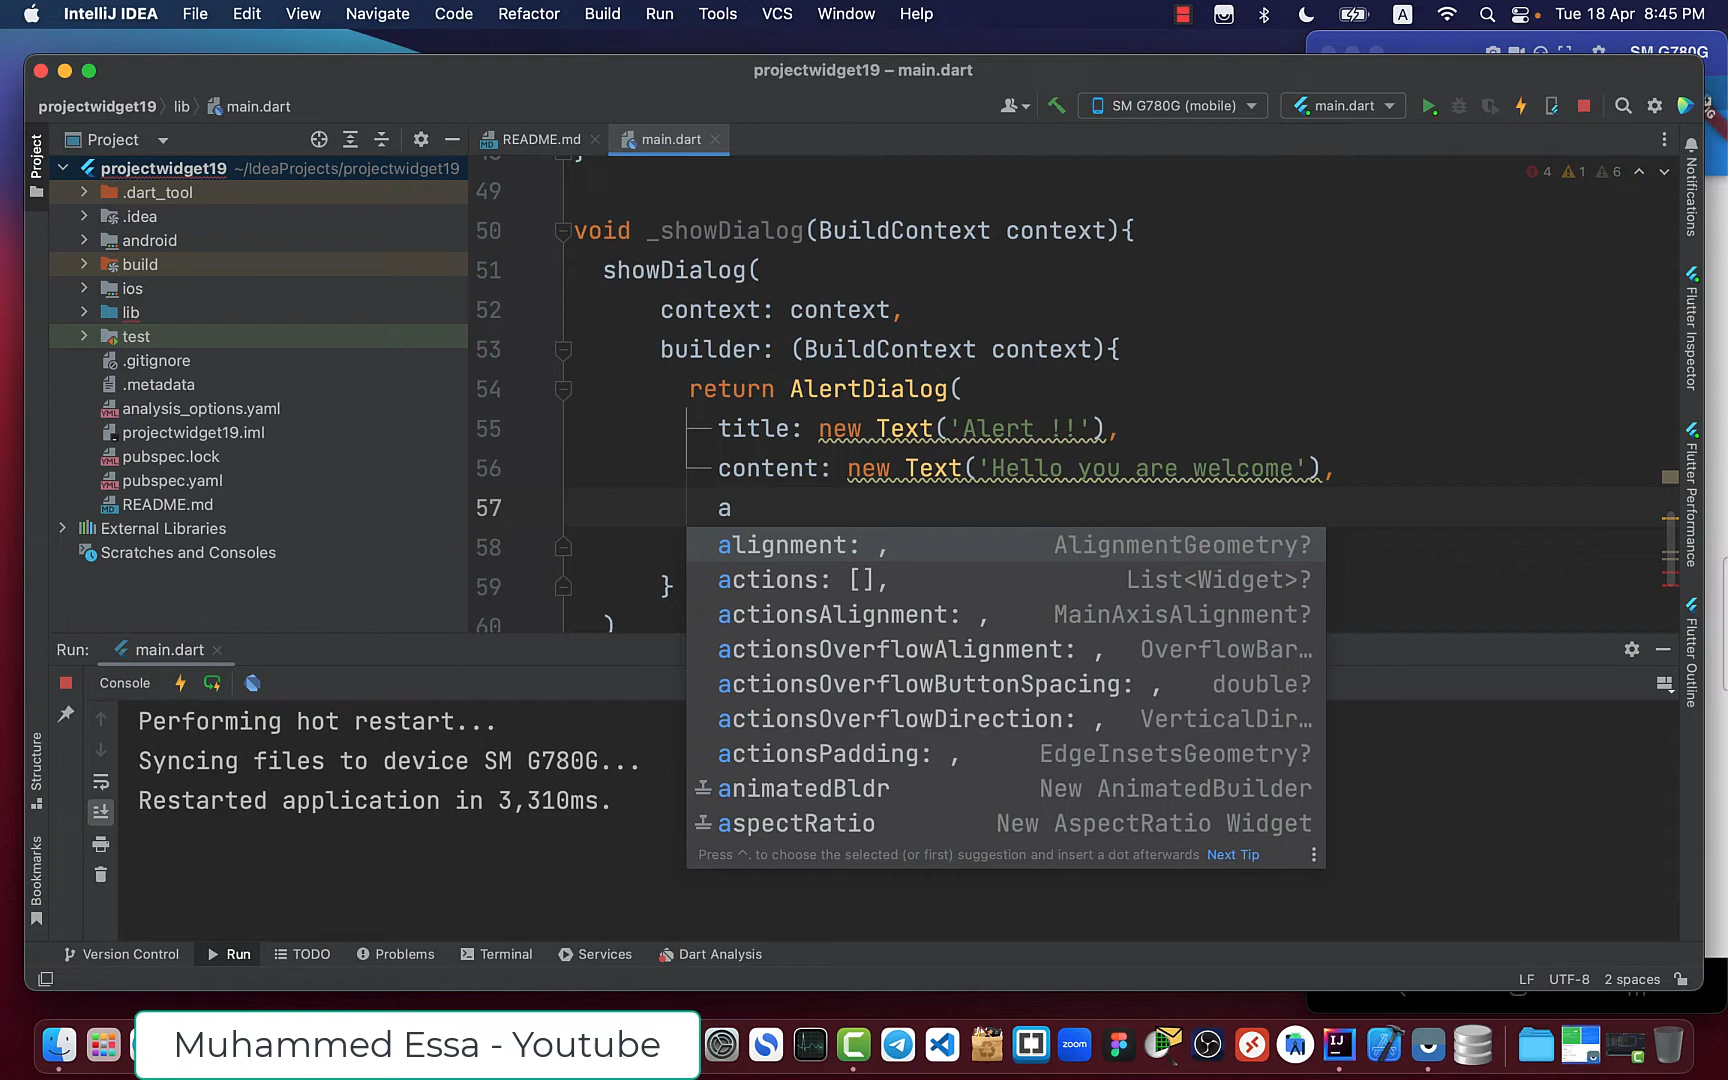 IntelliJ IDEA File Edit View Navigate Code Refactor Build Run Tools VCS Window Help A Tue 18 Apr 8:45 PM
SM G780G
projectwidget19 – main.dart
projectwidget19 lib main.dart SM G780G (mobile) main.dart
Project README.md main.dart
projectwidget19 ~/IdeaProjects/projectwidget19
.dart_tool
.idea
android
build
ios
lib
test
.gitignore
.metadata
analysis_options.yaml
projectwidget19.iml
pubspec.lock
pubspec.yaml
README.md
External Libraries
Scratches and Consoles
4 1 6
49
50 void _showDialog(BuildContext context){
51 showDialog(
52 context: context,
53 builder: (BuildContext context){
54 return AlertDialog(
55 title: new Text('Alert !!'),
56 content: new Text('Hello you are welcome'),
57 a
58
59 }
60 )
alignment: , AlignmentGeometry?
actions: [], List<Widget>?
actionsAlignment: , MainAxisAlignment?
actionsOverflowAlignment: , OverflowBar…
actionsOverflowButtonSpacing: , double?
actionsOverflowDirection: , VerticalDir…
actionsPadding: , EdgeInsetsGeometry?
animatedBldr New AnimatedBuilder
aspectRatio New AspectRatio Widget
Press ^. to choose the selected (or first) suggestion and insert a dot afterwards Next Tip
Run: main.dart
Console
Performing hot restart...
Syncing files to device SM G780G...
Restarted application in 3,310ms.
Project
Structure
Bookmarks
Notifications
Flutter Inspector
Flutter Performance
Flutter Outline
Version Control Run TODO Problems Terminal Services Dart Analysis
LF UTF-8 2 spaces
Muhammed Essa - Youtube
zoom
IJ